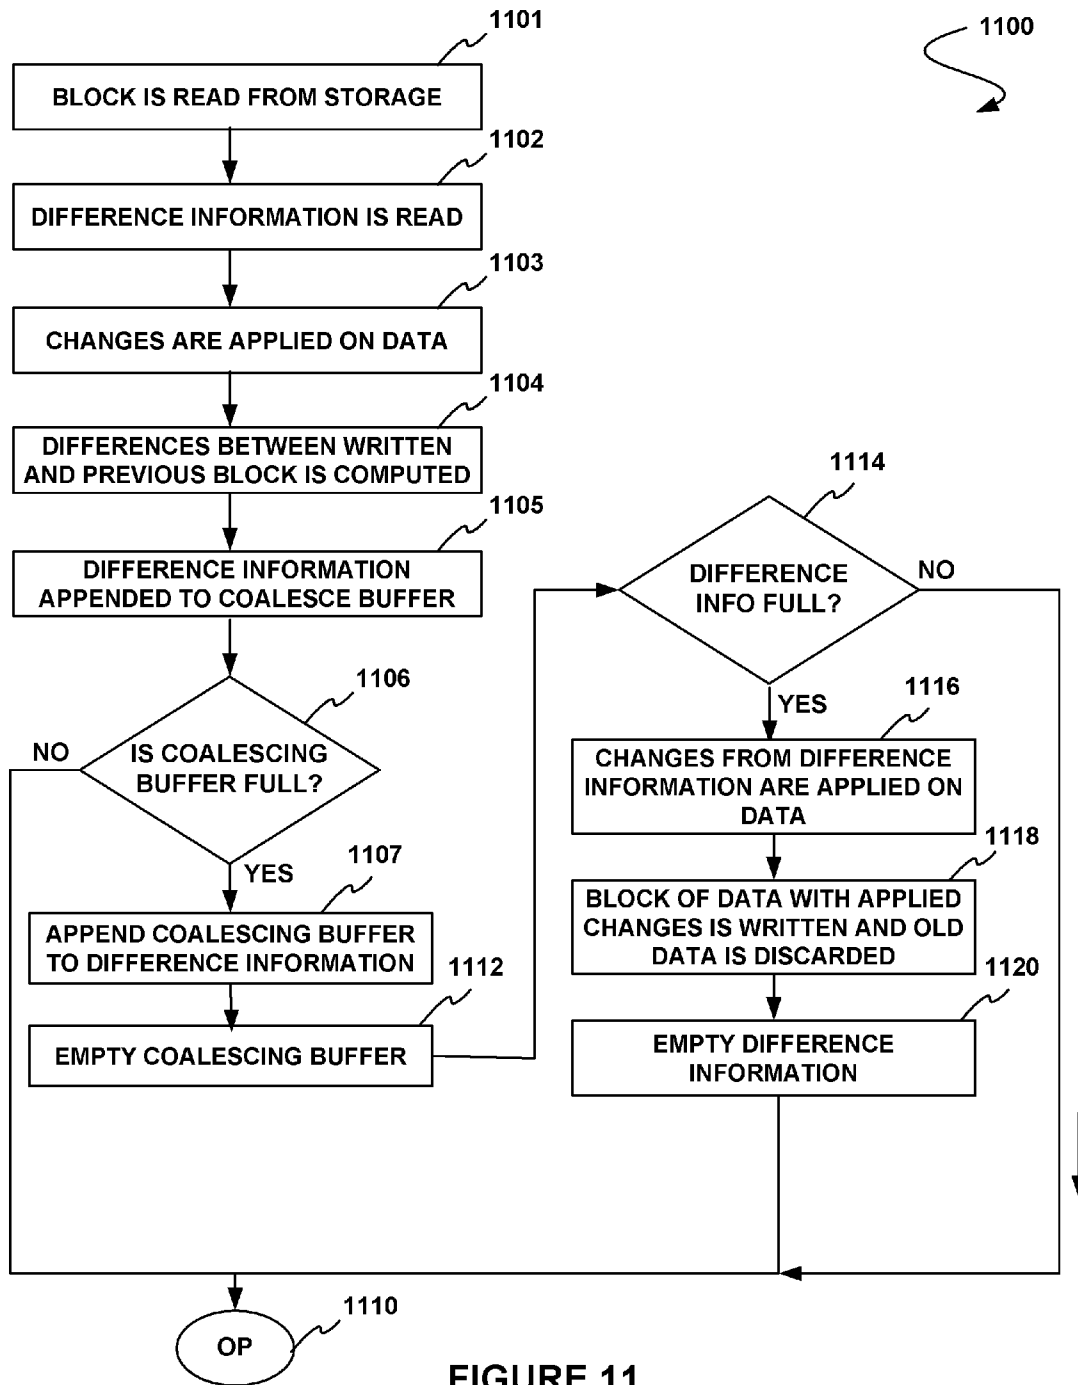 1101
1100
BLOCK IS READ FROM STORAGE
1102
DIFFERENCE INFORMATION IS READ
1103
CHANGES ARE APPLIED ON DATA
1104
DIFFERENCES BETWEEN WRITTEN
AND PREVIOUS BLOCK IS COMPUTED
1105
DIFFERENCE INFORMATION
APPENDED TO COALESCE BUFFER
1106
NO
IS COALESCING
BUFFER FULL?
YES
1107
APPEND COALESCING BUFFER
TO DIFFERENCE INFORMATION
1112
EMPTY COALESCING BUFFER
1114
DIFFERENCE
INFO FULL?
NO
YES
1116
CHANGES FROM DIFFERENCE
INFORMATION ARE APPLIED ON
DATA
1118
BLOCK OF DATA WITH APPLIED
CHANGES IS WRITTEN AND OLD
DATA IS DISCARDED
1120
EMPTY DIFFERENCE
INFORMATION
1110
OP
FIGURE 11